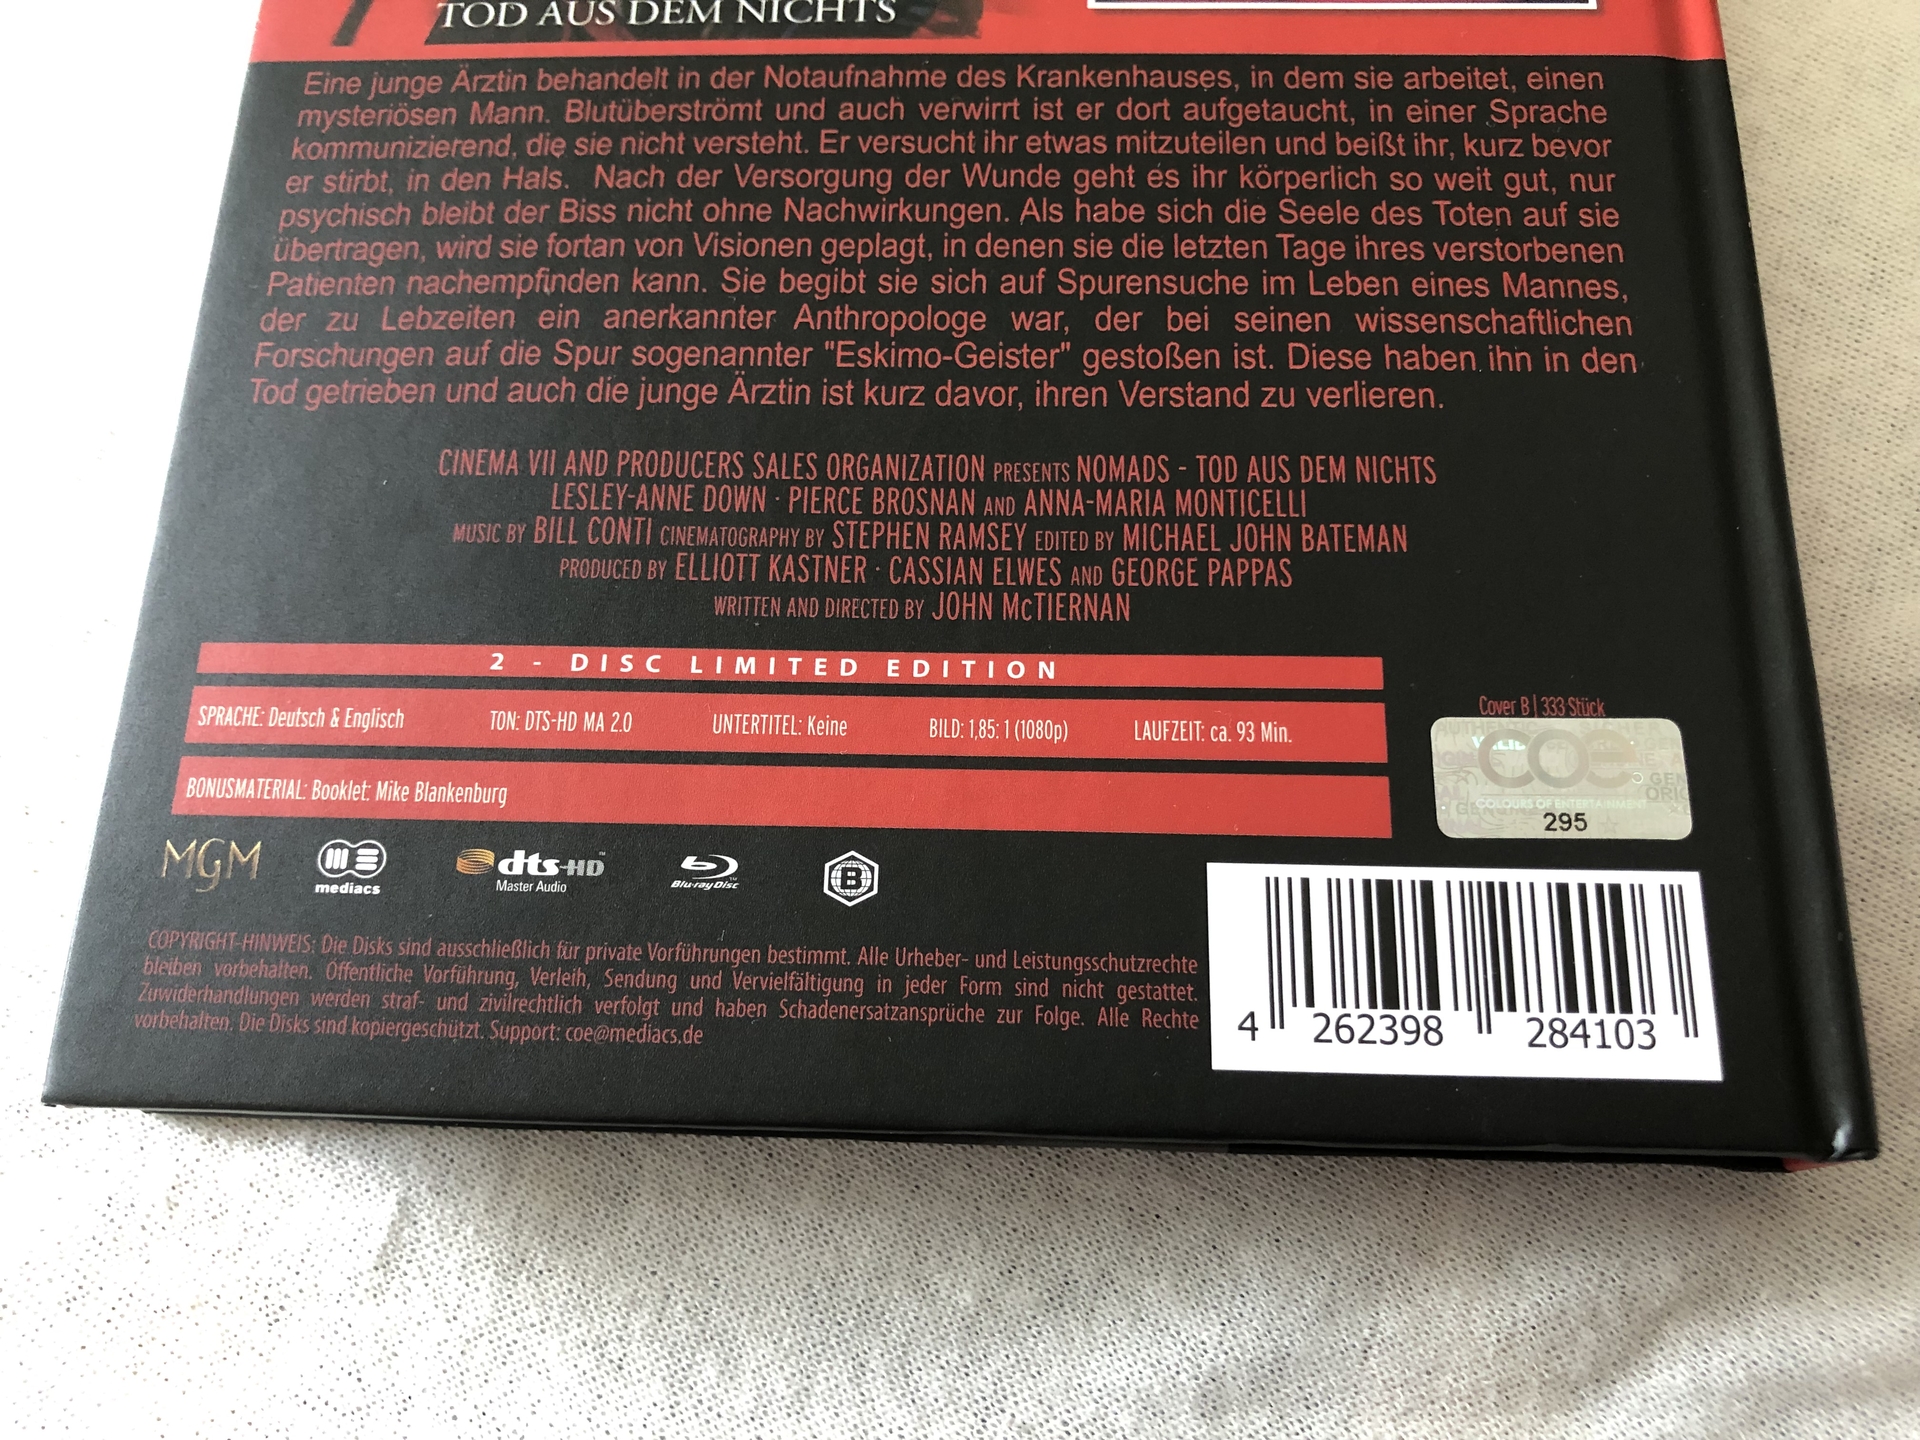 TOD AUS DEM NICHTS
Eine junge Ärztin behandelt in der Notaufnahme des Krankenhauses, in dem sie arbeitet, einen
mysteriösen Mann. Blutüberströmt und auch verwirrt ist er dort aufgetaucht, in einer Sprache
kommunizierend, die sie nicht versteht. Er versucht ihr etwas mitzuteilen und beißt ihr, kurz bevor
er stirbt, in den Hals. Nach der Versorgung der Wunde geht es ihr körperlich so weit gut, nur
psychisch bleibt der Biss nicht ohne Nachwirkungen. Als habe sich die Seele des Toten auf sie
übertragen, wird sie fortan von Visionen geplagt, in denen sie die letzten Tage ihres verstorbenen
Patienten nachempfinden kann. Sie begibt sie sich auf Spurensuche im Leben eines Mannes,
der zu Lebzeiten ein anerkannter Anthropologe war, der bei seinen wissenschaftlichen
Forschungen auf die Spur sogenannter "Eskimo-Geister" gestoßen ist. Diese haben ihn in den
Tod getrieben und auch die junge Ärztin ist kurz davor, ihren Verstand zu verlieren.
CINEMA VII AND PRODUCERS SALES ORGANIZATION PRESENTS NOMADS - TOD AUS DEM NICHTS
LESLEY-ANNE DOWN · PIERCE BROSNAN AND ANNA-MARIA MONTICELLI
MUSIC BY BILL CONTI CINEMATOGRAPHY BY STEPHEN RAMSEY EDITED BY MICHAEL JOHN BATEMAN
PRODUCED BY ELLIOTT KASTNER · CASSIAN ELWES AND GEORGE PAPPAS
WRITTEN AND DIRECTED BY JOHN McTIERNAN
2 - DISC LIMITED EDITION
SPRACHE: Deutsch & Englisch TON: DTS-HD MA 2.0 UNTERTITEL: Keine BILD: 1,85: 1 (1080p) LAUFZEIT: ca. 93 Min.
BONUSMATERIAL: Booklet: Mike Blankenburg
Cover B | 333 Stück
VALID
coe
COLOURS OF ENTERTAINMENT
295
MGM
mediacs
dts-HD
Master Audio
Blu-ray Disc
B
COPYRIGHT-HINWEIS: Die Disks sind ausschließlich für private Vorführungen bestimmt. Alle Urheber- und Leistungsschutzrechte
bleiben vorbehalten. Öffentliche Vorführung, Verleih, Sendung und Vervielfältigung in jeder Form sind nicht gestattet.
Zuwiderhandlungen werden straf- und zivilrechtlich verfolgt und haben Schadenersatzansprüche zur Folge. Alle Rechte
vorbehalten. Die Disks sind kopiergeschützt. Support: coe@mediacs.de
4 262398 284103